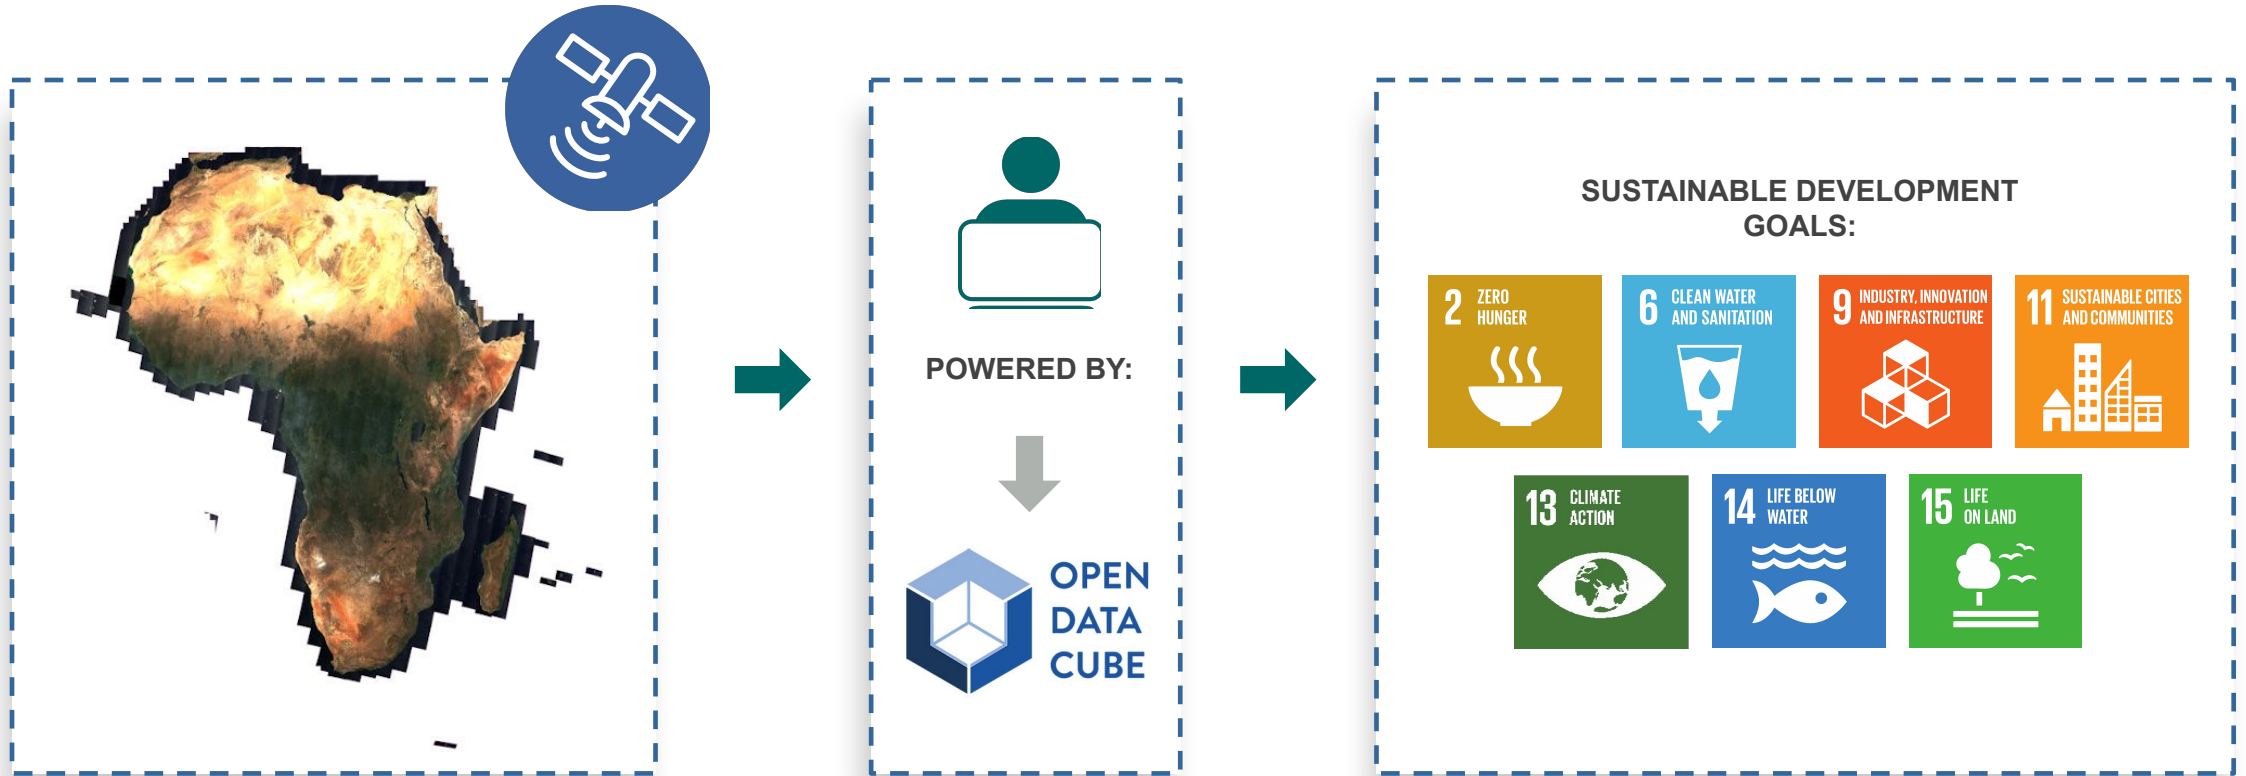 POWERED BY:
OPEN
DATA
CUBE
SUSTAINABLE DEVELOPMENT
GOALS:
2 ZERO
HUNGER
6 CLEAN WATER
AND SANITATION
9 INDUSTRY, INNOVATION
AND INFRASTRUCTURE
11 SUSTAINABLE CITIES
AND COMMUNITIES
13 CLIMATE
ACTION
14 LIFE BELOW
WATER
15 LIFE
ON LAND